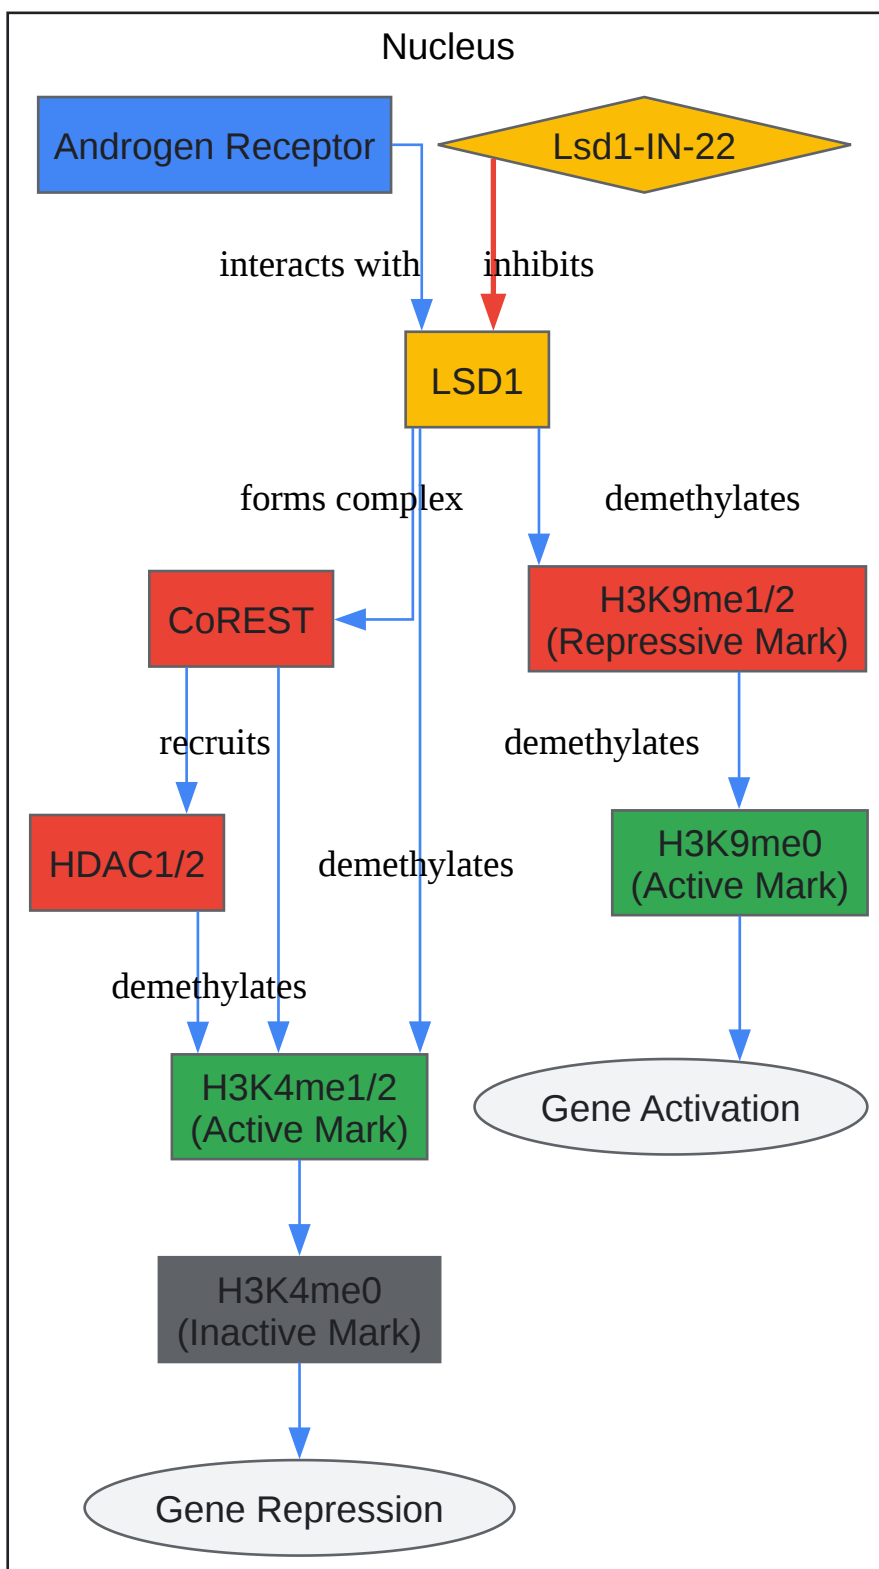 Nucleus
Androgen Receptor
Lsd1-IN-22
interacts with
inhibits
LSD1
forms complex
demethylates
CoREST
H3K9me1/2
(Repressive Mark)
recruits
demethylates
HDAC1/2
demethylates
H3K9me0
(Active Mark)
demethylates
H3K4me1/2
(Active Mark)
Gene Activation
H3K4me0
(Inactive Mark)
Gene Repression